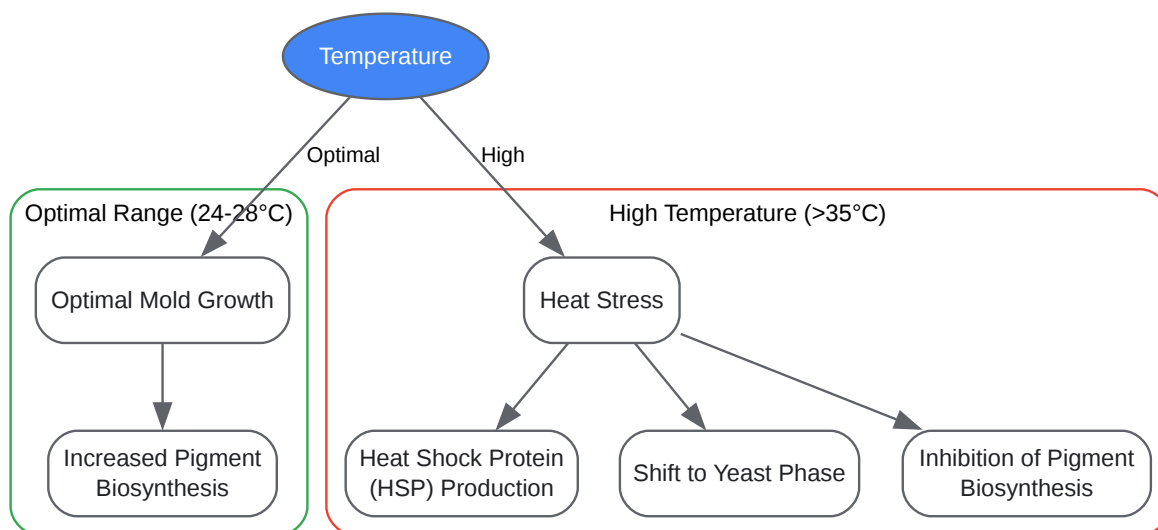 Temperature
Optimal
High
Optimal Range (24-28°C)
High Temperature (>35°C)
Optimal Mold Growth
Heat Stress
Increased Pigment
Biosynthesis
Heat Shock Protein
(HSP) Production
Shift to Yeast Phase
Inhibition of Pigment
Biosynthesis